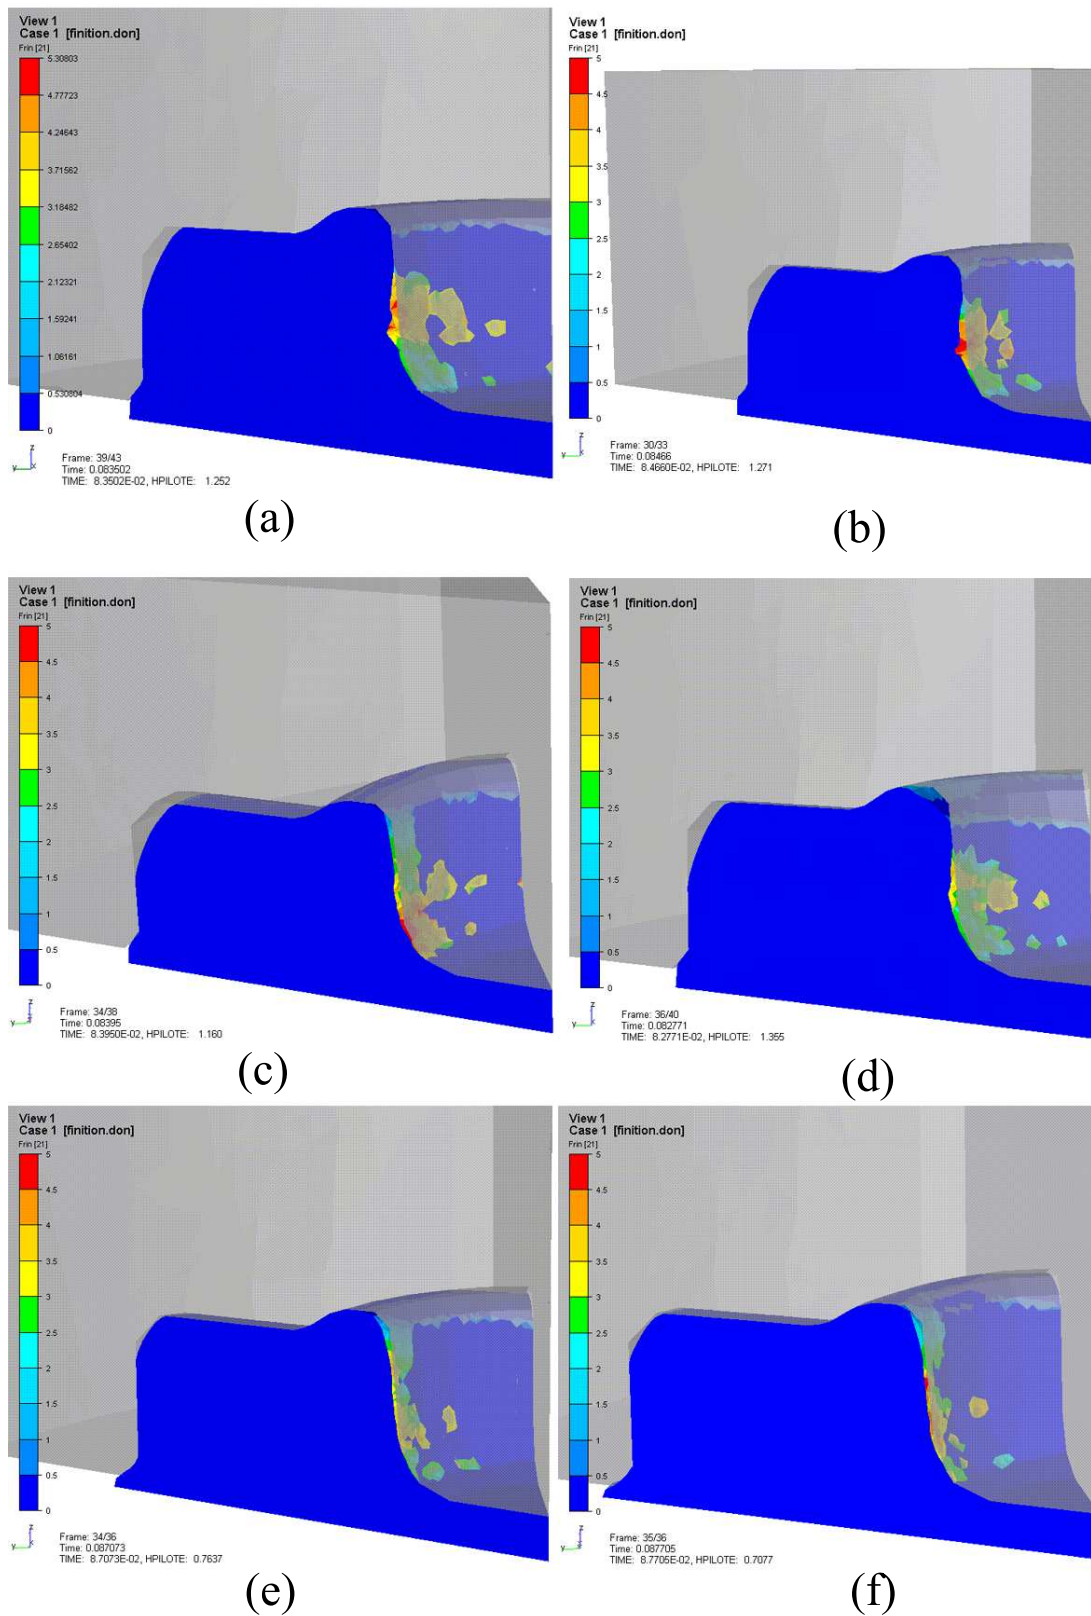 View 1
Case 1 [finition.don]
Frin [21]
5.30803
4.77723
4.24643
3.71562
3.18482
2.65402
2.12321
1.59241
1.06161
0.530804
0
z
y x
Frame: 39/43
Time: 0.083502
TIME: 8.3502E-02, HPILOTE: 1.252
(a)
View 1
Case 1 [finition.don]
Frin [21]
5
4.5
4
3.5
3
2.5
2
1.5
1
0.5
0
z
y x
Frame: 30/33
Time: 0.08466
TIME: 8.4660E-02, HPILOTE: 1.271
(b)
View 1
Case 1 [finition.don]
Frin [21]
5
4.5
4
3.5
3
2.5
2
1.5
1
0.5
0
z
y x
Frame: 34/38
Time: 0.08395
TIME: 8.3950E-02, HPILOTE: 1.160
(c)
View 1
Case 1 [finition.don]
Frin [21]
5
4.5
4
3.5
3
2.5
2
1.5
1
0.5
0
z
y x
Frame: 36/40
Time: 0.082771
TIME: 8.2771E-02, HPILOTE: 1.355
(d)
View 1
Case 1 [finition.don]
Frin [21]
5
4.5
4
3.5
3
2.5
2
1.5
1
0.5
0
z
y x
Frame: 34/36
Time: 0.087073
TIME: 8.7073E-02, HPILOTE: 0.7637
(e)
View 1
Case 1 [finition.don]
Frin [21]
5
4.5
4
3.5
3
2.5
2
1.5
1
0.5
0
z
y x
Frame: 35/36
Time: 0.087705
TIME: 8.7705E-02, HPILOTE: 0.7077
(f)